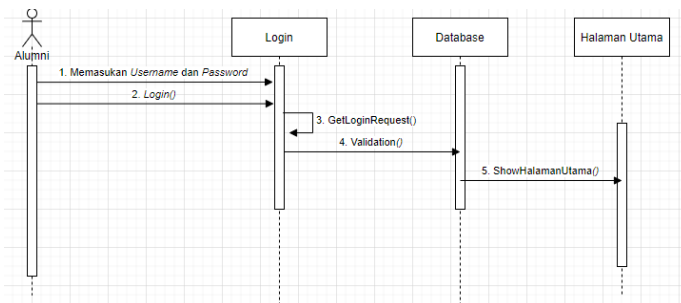 Alumni
Login
Database
Halaman Utama
1. Memasukan Username dan Password
2. Login()
3. GetLoginRequest()
4. Validation()
5. ShowHalamanUtama()